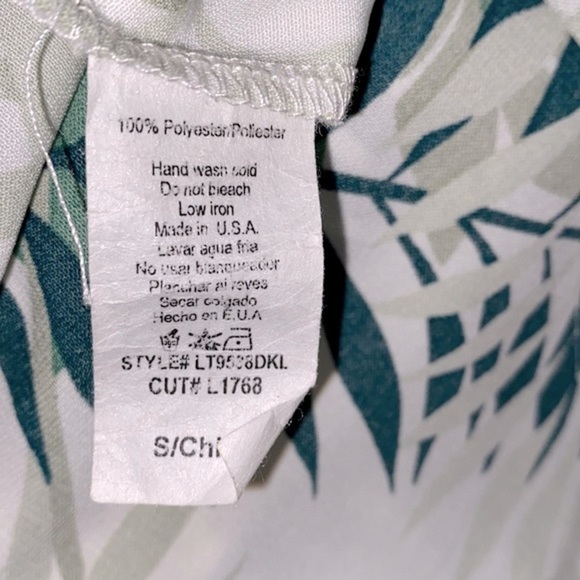 100% Polyester/Poliester
Hand wash cold
Do not bleach
Low iron
Made in U.S.A.
Lavar agua fria
No usar blanqueador
Planchar al reves
Secar colgado
Hecho en E.U.A
STYLE#
CUT# L1768
S/Chi